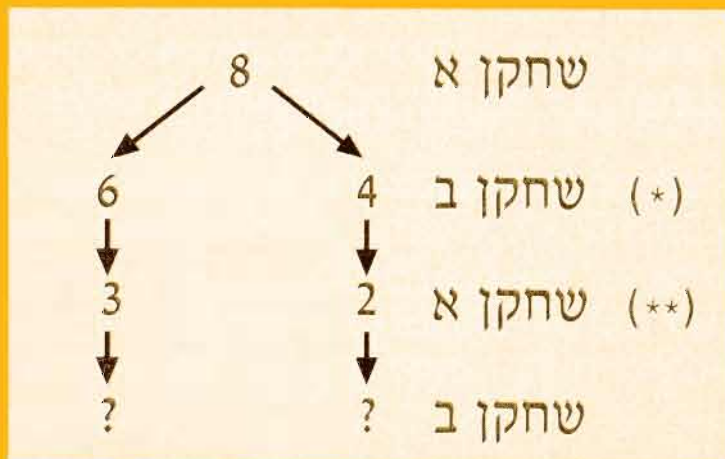 שחקן א 8
(*) שחקן ב 4 6
(**) שחקן א 2 3
שחקן ב ? ?